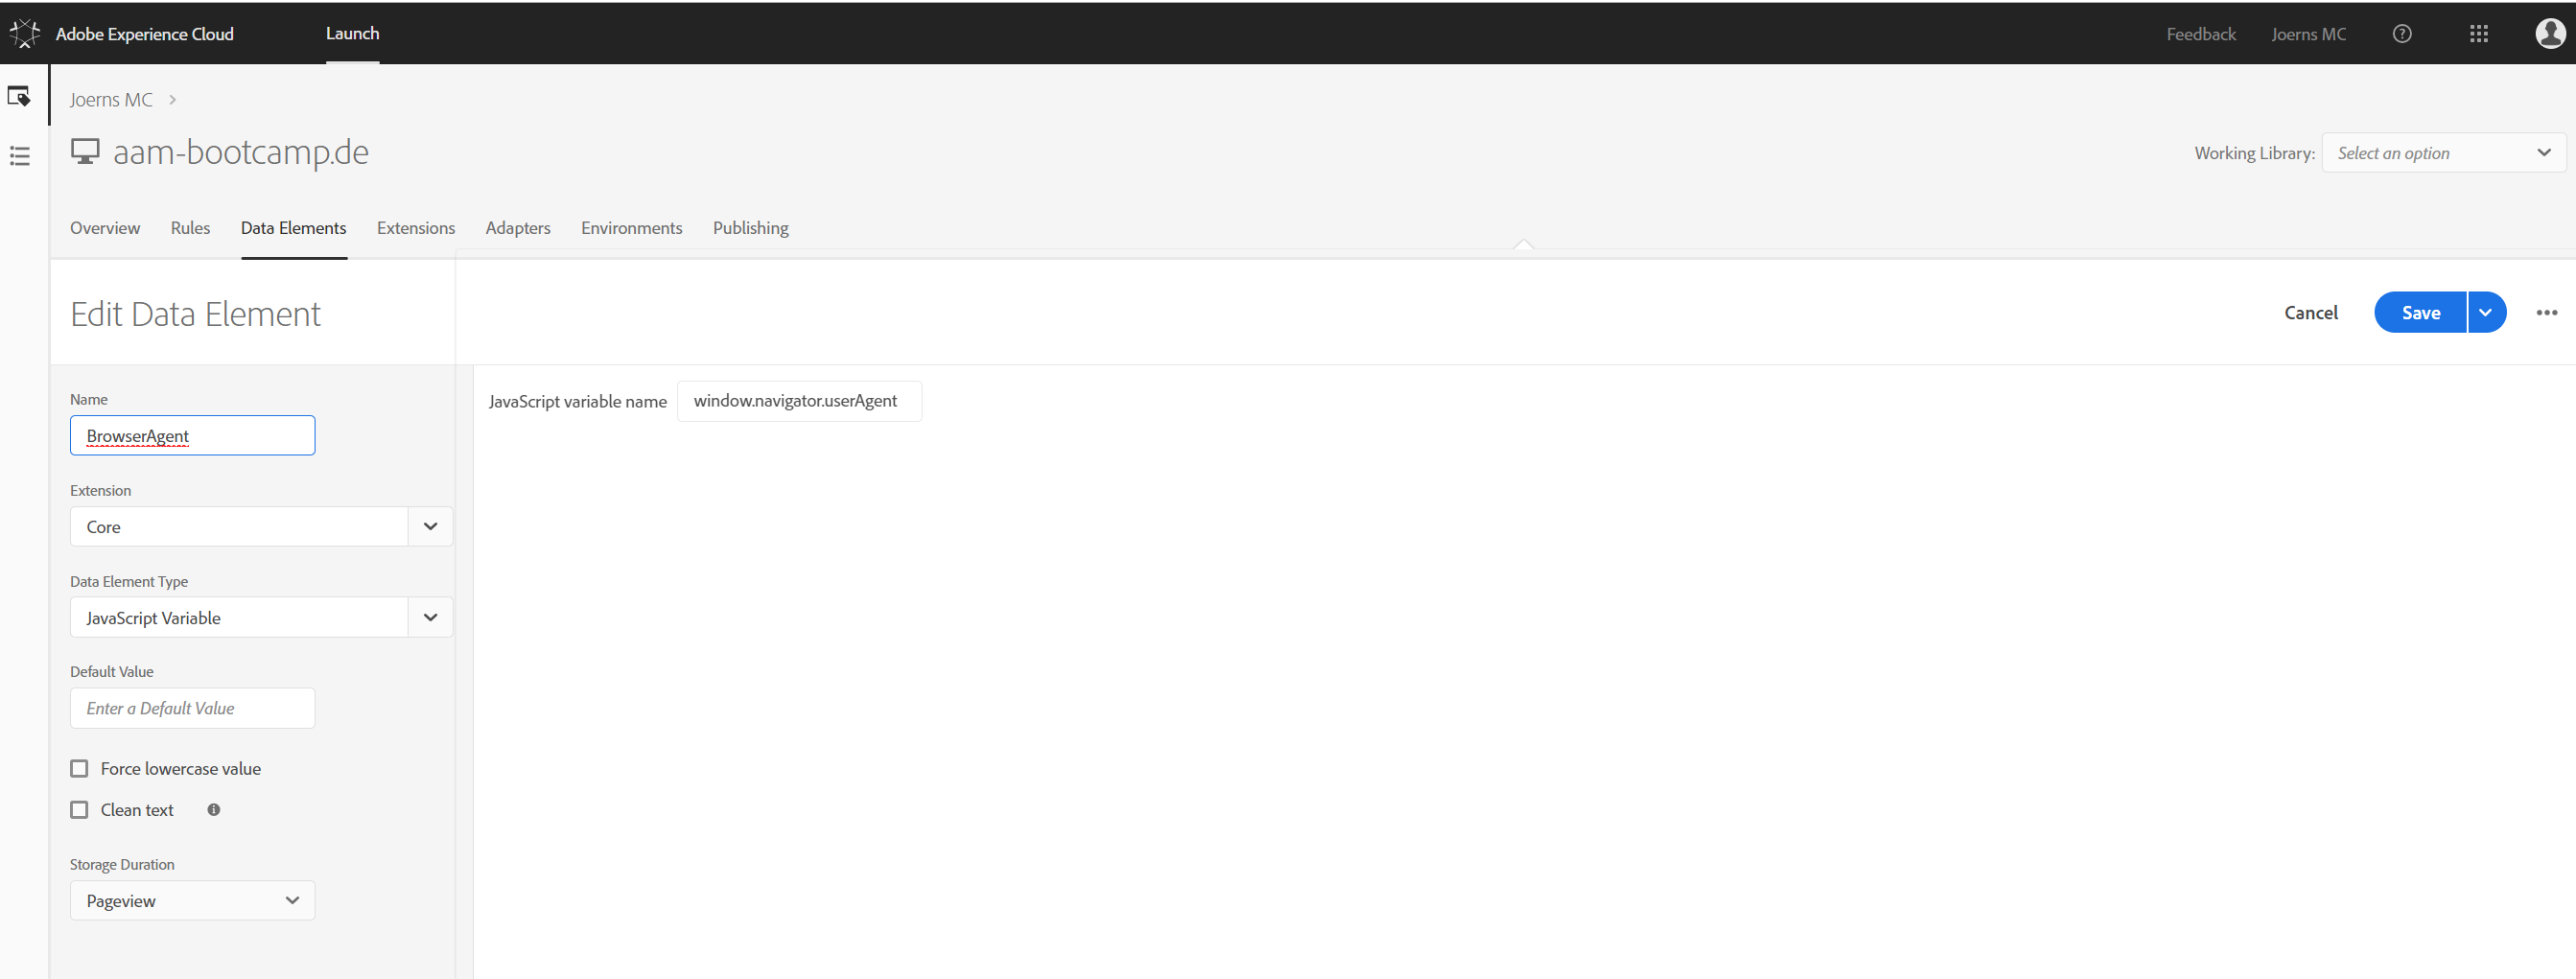 Adobe Experience Cloud Launch Feedback Joerns MC
Joerns MC
aam-bootcamp.de
Working Library: Select an option
Overview Rules Data Elements Extensions Adapters Environments Publishing
Edit Data Element
Cancel Save
Name
BrowserAgent
JavaScript variable name window.navigator.userAgent
Extension
Core
Data Element Type
JavaScript Variable
Default Value
Enter a Default Value
Force lowercase value
Clean text
Storage Duration
Pageview